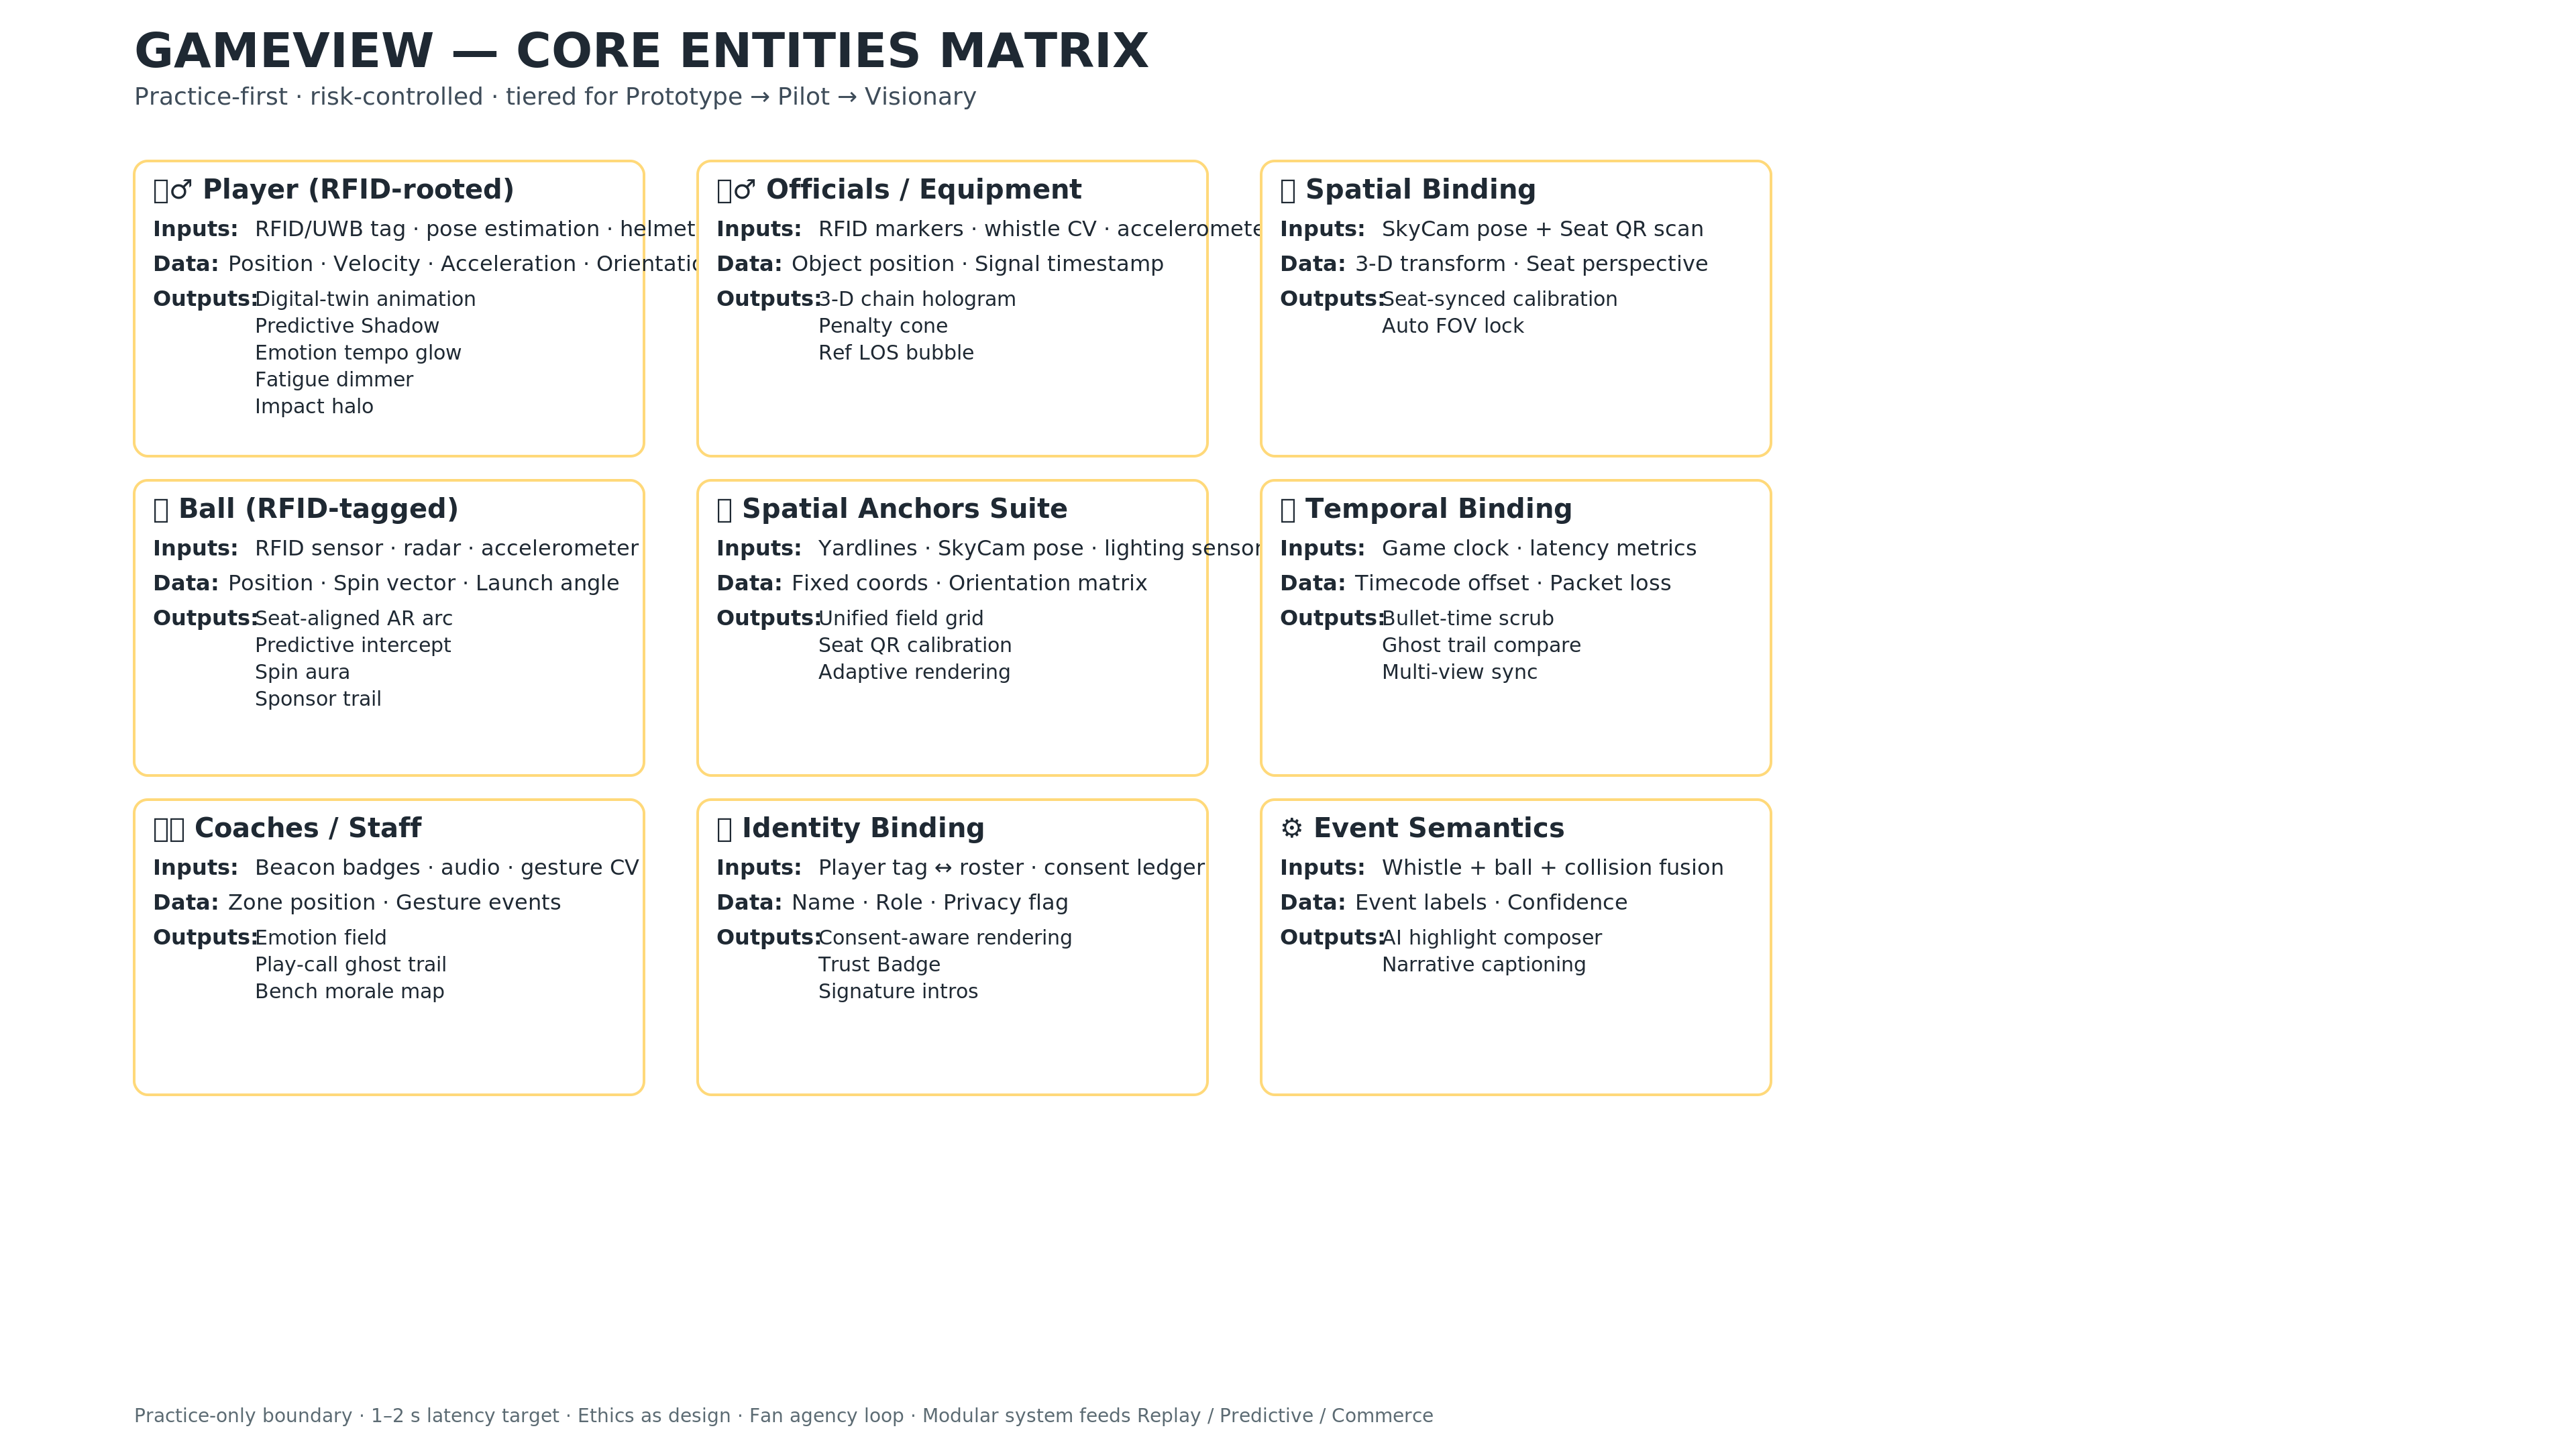 GAMEVIEW — CORE ENTITIES MATRIX
Practice-first · risk-controlled · tiered for Prototype → Pilot → Visionary
♂ Player (RFID-rooted)
Inputs: RFID/UWB tag · pose estimation · helmet
Data: Position · Velocity · Acceleration ·
Outputs: Digital-twin animation
Predictive Shadow
Emotion tempo glow
Fatigue dimmer
Impact halo
♂ Officials / Equipment
Inputs: RFID markers · whistle CV ·
Data: Object position · Signal timestamp
Outputs: 3-D chain hologram
Penalty cone
Ref LOS bubble
Spatial Binding
Inputs: SkyCam pose + Seat QR scan
Data: 3-D transform · Seat perspective
Outputs: Seat-synced calibration
Auto FOV lock
Ball (RFID-tagged)
Inputs: RFID sensor · radar · accelerometer
Data: Position · Spin vector · Launch angle
Outputs: Seat-aligned AR arc
Predictive intercept
Spin aura
Sponsor trail
Spatial Anchors Suite
Inputs: Yardlines · SkyCam pose · lighting sensor
Data: Fixed coords · Orientation matrix
Outputs: Unified field grid
Seat QR calibration
Adaptive rendering
Temporal Binding
Inputs: Game clock · latency metrics
Data: Timecode offset · Packet loss
Outputs: Bullet-time scrub
Ghost trail compare
Multi-view sync
Coaches / Staff
Inputs: Beacon badges · audio · gesture CV
Data: Zone position · Gesture events
Outputs: Emotion field
Play-call ghost trail
Bench morale map
Identity Binding
Inputs: Player tag ↔ roster · consent ledger
Data: Name · Role · Privacy flag
Outputs: Consent-aware rendering
Trust Badge
Signature intros
⚙ Event Semantics
Inputs: Whistle + ball + collision fusion
Data: Event labels · Confidence
Outputs: AI highlight composer
Narrative captioning
Practice-only boundary · 1–2 s latency target · Ethics as design · Fan agency loop · Modular system feeds Replay / Predictive / Commerce